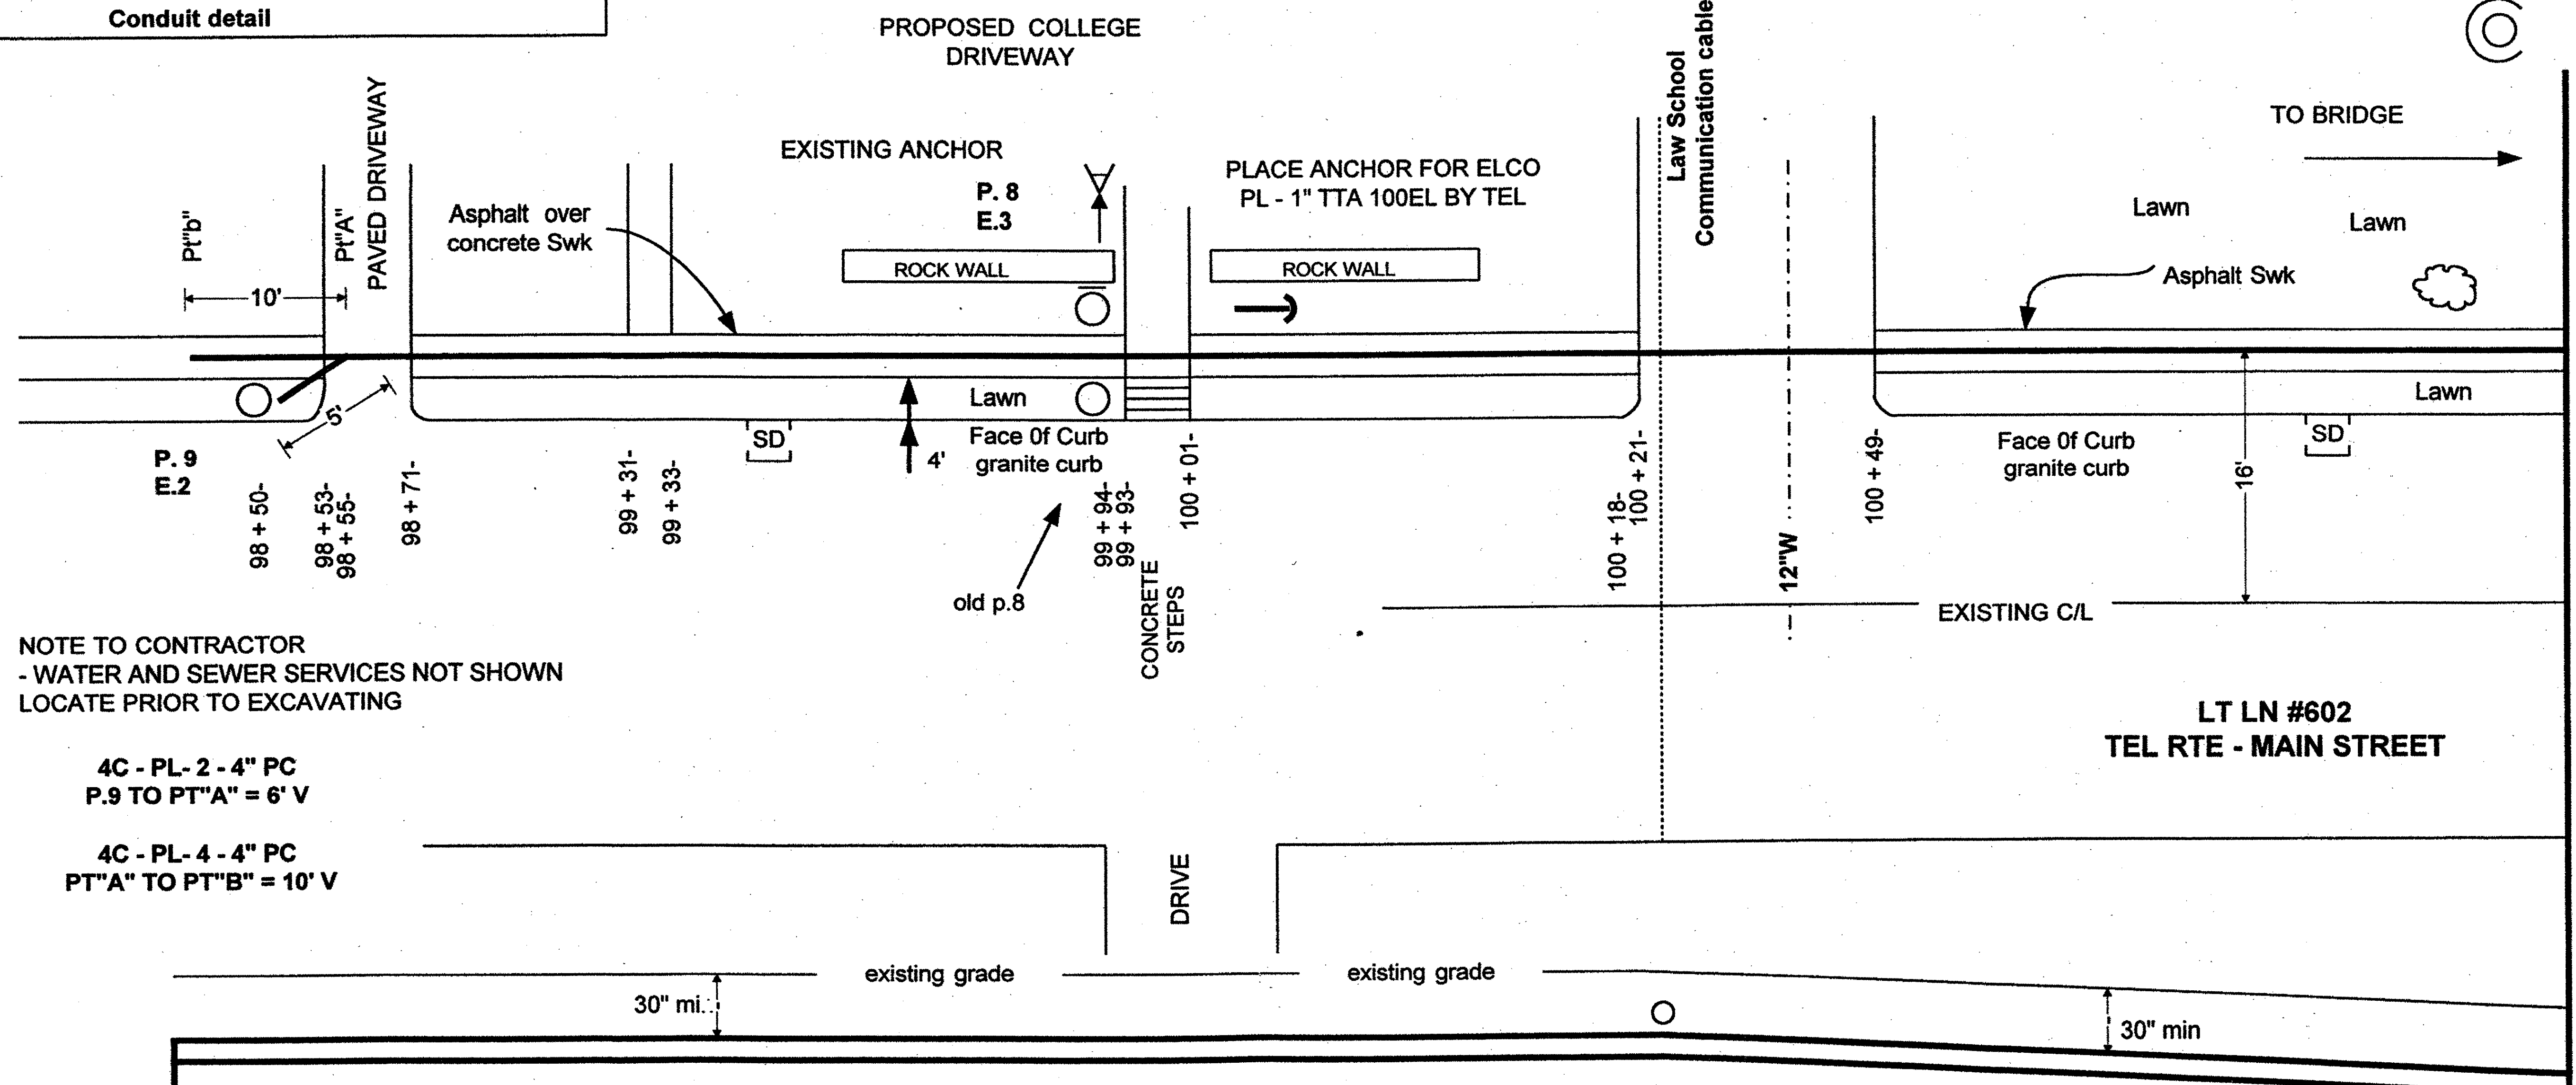 Conduit detail
PROPOSED COLLEGE
DRIVEWAY
Law School
Communication cable
TO BRIDGE
PAVED DRIVEWAY
Pt"b"
Pt"A"
EXISTING ANCHOR
P. 8
E.3
PLACE ANCHOR FOR ELCO
PL - 1" TTA 100EL BY TEL
Asphalt over
concrete Swk
Lawn
Lawn
ROCK WALL
ROCK WALL
Asphalt Swk
10'
5'
Lawn
Lawn
SD
SD
Face 0f Curb
granite curb
4'
Face 0f Curb
granite curb
16'
P. 9
E.2
98 + 50-
98 + 53-
98 + 55-
98 + 71-
99 + 31-
99 + 33-
99 + 94-
99 + 93-
100 + 01-
100 + 18-
100 + 21-
100 + 49-
12"W
old p.8
CONCRETE
STEPS
EXISTING C/L
NOTE TO CONTRACTOR
- WATER AND SEWER SERVICES NOT SHOWN
LOCATE PRIOR TO EXCAVATING
LT LN #602
TEL RTE - MAIN STREET
4C - PL- 2 - 4" PC
P.9 TO PT"A" = 6' V
4C - PL- 4 - 4" PC
PT"A" TO PT"B" = 10' V
DRIVE
existing grade
existing grade
30" mi
30" min